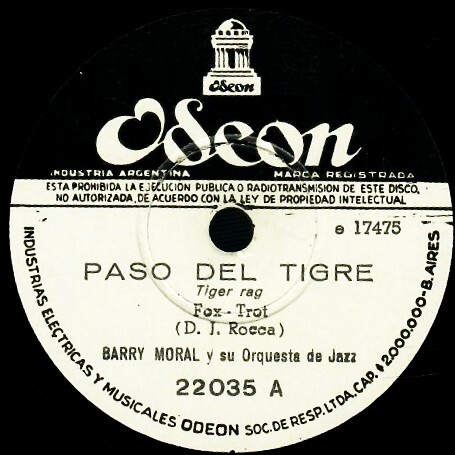 Odeon
Odeon
INDUSTRIA ARGENTINA MARCA REGISTRADA
ESTA PROHIBIDA LA EJECUCION PUBLICA O RADIOTRANSMISION DE ESTE DISCO,
NO AUTORIZADA, DE ACUERDO CON LA LEY DE PROPIEDAD INTELECTUAL
e 17475
PASO DEL TIGRE
Tiger rag
Fox-Trot
(D. J. Rocca)
BARRY MORAL y su Orquesta de Jazz
22035 A
INDUSTRIAS ELECTRICAS Y MUSICALES ODEON SOC. DE RESP. LTDA. CAP. $2.000.000-B. AIRES